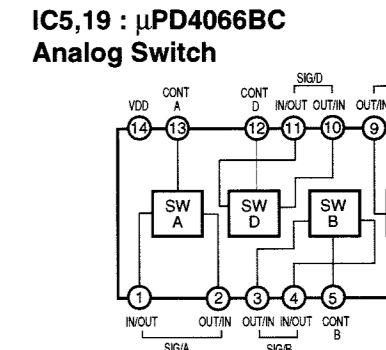 IC5,19 : μPD4066BC
Analog Switch
SIG/D
CONT CONT
VDD A D IN/OUT OUT/IN OUT/IN
14 13 12 11 10 9
SW SW SW
A D B
1 2 3 4 5
IN/OUT OUT/IN OUT/IN IN/OUT CONT
B
SIG/A SIG/B